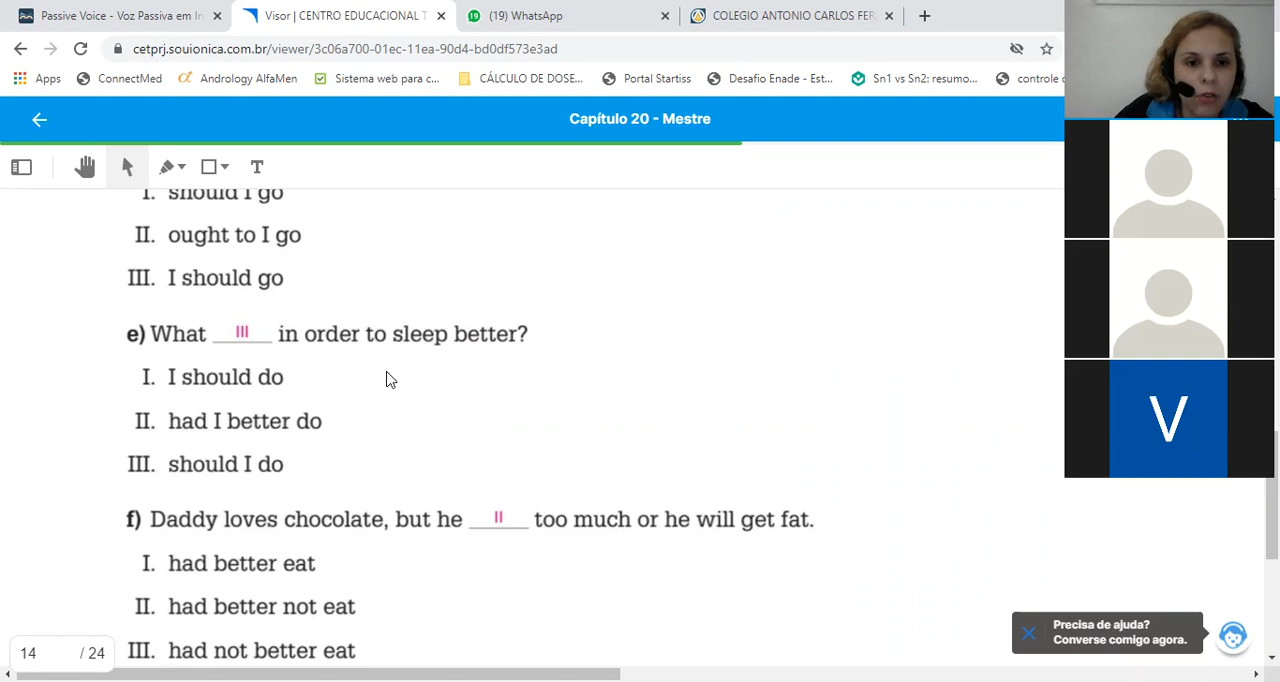 Passive Voice - Voz Passiva em In
Visor | CENTRO EDUCACIONAL T
(19) WhatsApp
COLEGIO ANTONIO CARLOS FER
cetprj.souionica.com.br/viewer/3c06a700-01ec-11ea-90d4-bd0df573e3ad
Apps ConnectMed Andrology AlfaMen Sistema web para c... CÁLCULO DE DOSE... Portal Startiss Desafio Enade - Est... Sn1 vs Sn2: resumo... controle d
Capítulo 20 - Mestre
T
I. should I go
II. ought to I go
III. I should go
e) What III in order to sleep better?
I. I should do
II. had I better do
III. should I do
f) Daddy loves chocolate, but he II too much or he will get fat.
I. had better eat
II. had better not eat
III. had not better eat
14 / 24
Precisa de ajuda?
Converse comigo agora.
V